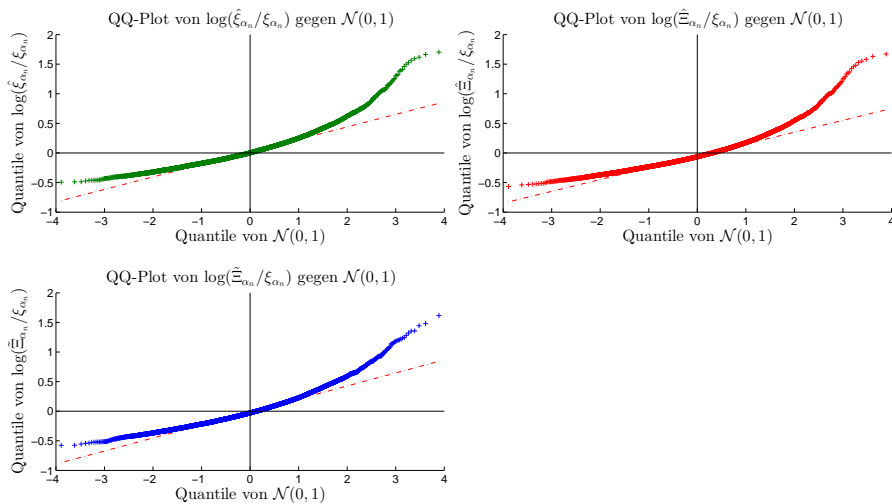 QQ-Plot von log(ξ̂_{α_n}/ξ_{α_n}) gegen 𝒩(0, 1)
Quantile von log(ξ̂_{α_n}/ξ_{α_n})
2
1.5
1
0.5
0
−0.5
−1
−4 −3 −2 −1 0 1 2 3 4
Quantile von 𝒩(0, 1)
QQ-Plot von log(Ξ̂_{α_n}/ξ_{α_n}) gegen 𝒩(0, 1)
Quantile von log(Ξ̂_{α_n}/ξ_{α_n})
2
1.5
1
0.5
0
−0.5
−1
−4 −3 −2 −1 0 1 2 3 4
Quantile von 𝒩(0, 1)
QQ-Plot von log(Ξ̃_{α_n}/ξ_{α_n}) gegen 𝒩(0, 1)
Quantile von log(Ξ̃_{α_n}/ξ_{α_n})
2
1.5
1
0.5
0
−0.5
−1
−4 −3 −2 −1 0 1 2 3 4
Quantile von 𝒩(0, 1)